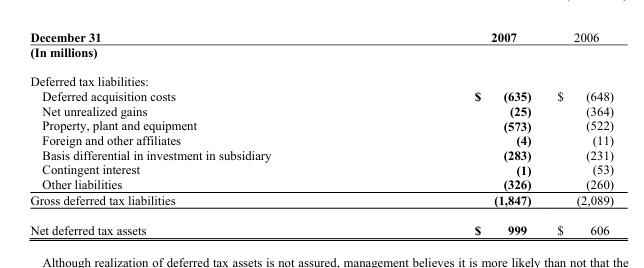 December 31 2007 2006
(In millions)
Deferred tax liabilities:
Deferred acquisition costs $ (635) $ (648)
Net unrealized gains (25) (364)
Property, plant and equipment (573) (522)
Foreign and other affiliates (4) (11)
Basis differential in investment in subsidiary (283) (231)
Contingent interest (1) (53)
Other liabilities (326) (260)
Gross deferred tax liabilities (1,847) (2,089)
Net deferred tax assets $ 999 $ 606
Although realization of deferred tax assets is not assured, management believes it is more likely than not that the